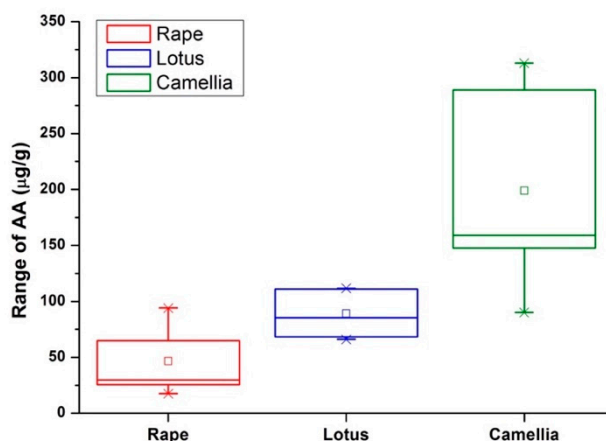 350
300
250
200
150
100
50
0
Range of AA (μg/g)
Rape
Lotus
Camellia
Rape Lotus Camellia